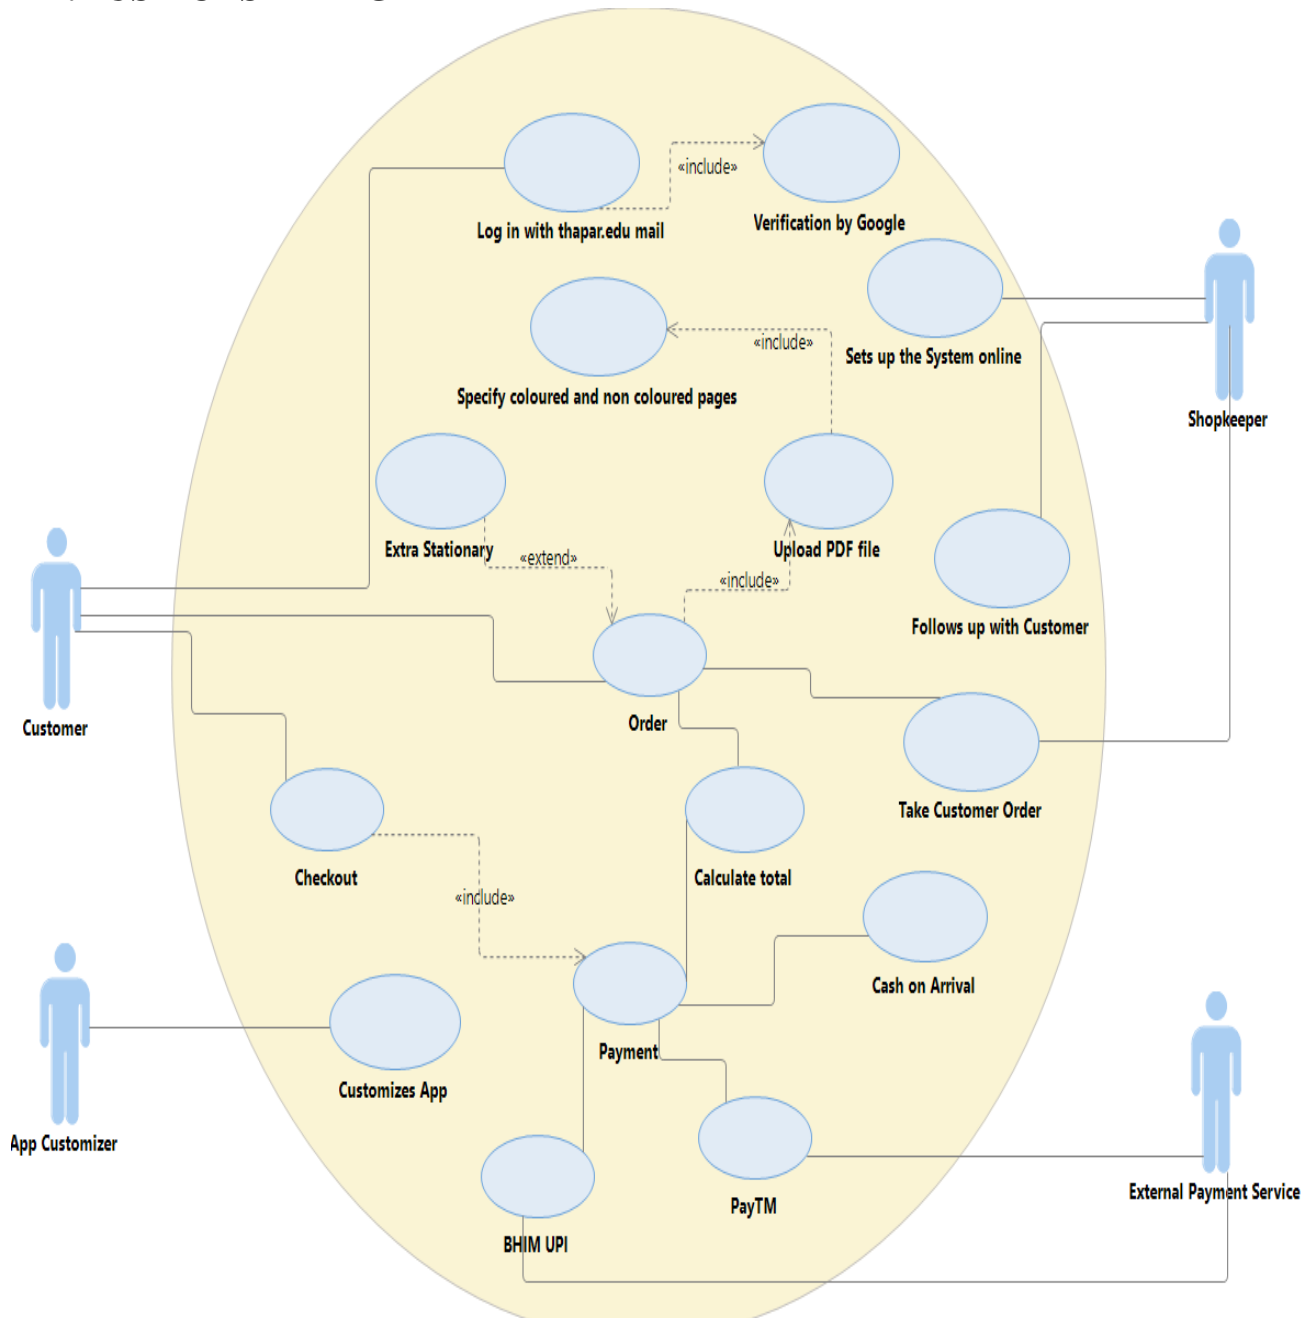 «include»
Log in with thapar.edu mail
Verification by Google
«include»
Sets up the System online
Specify coloured and non coloured pages
Shopkeeper
Extra Stationary
«extend»
Upload PDF file
«include»
Follows up with Customer
Customer
Order
Take Customer Order
Checkout
Calculate total
«include»
Cash on Arrival
Payment
Customizes App
App Customizer
External Payment Service
PayTM
BHIM UPI